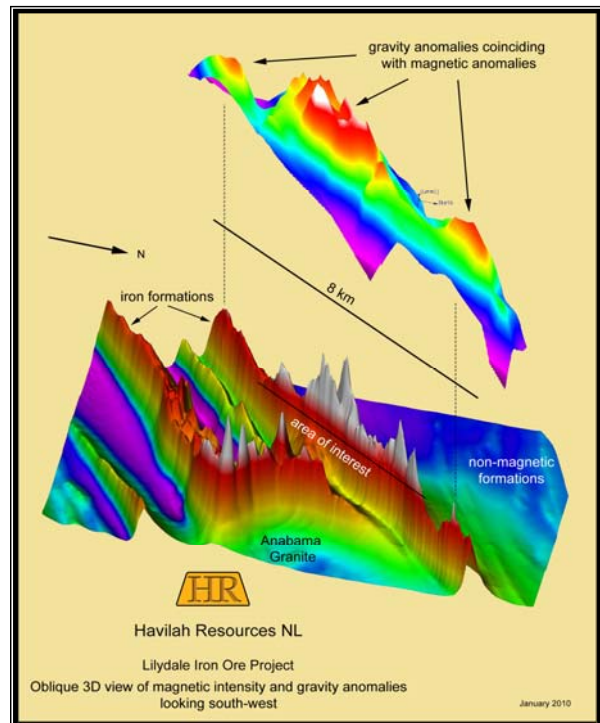 gravity anomalies coinciding
with magnetic anomalies
N
8 km
iron formations
area of interest
non-magnetic
formations
Anabama
Granite
HR
Havilah Resources NL
Lilydale Iron Ore Project
Oblique 3D view of magnetic intensity and gravity anomalies
looking south-west
January 2010